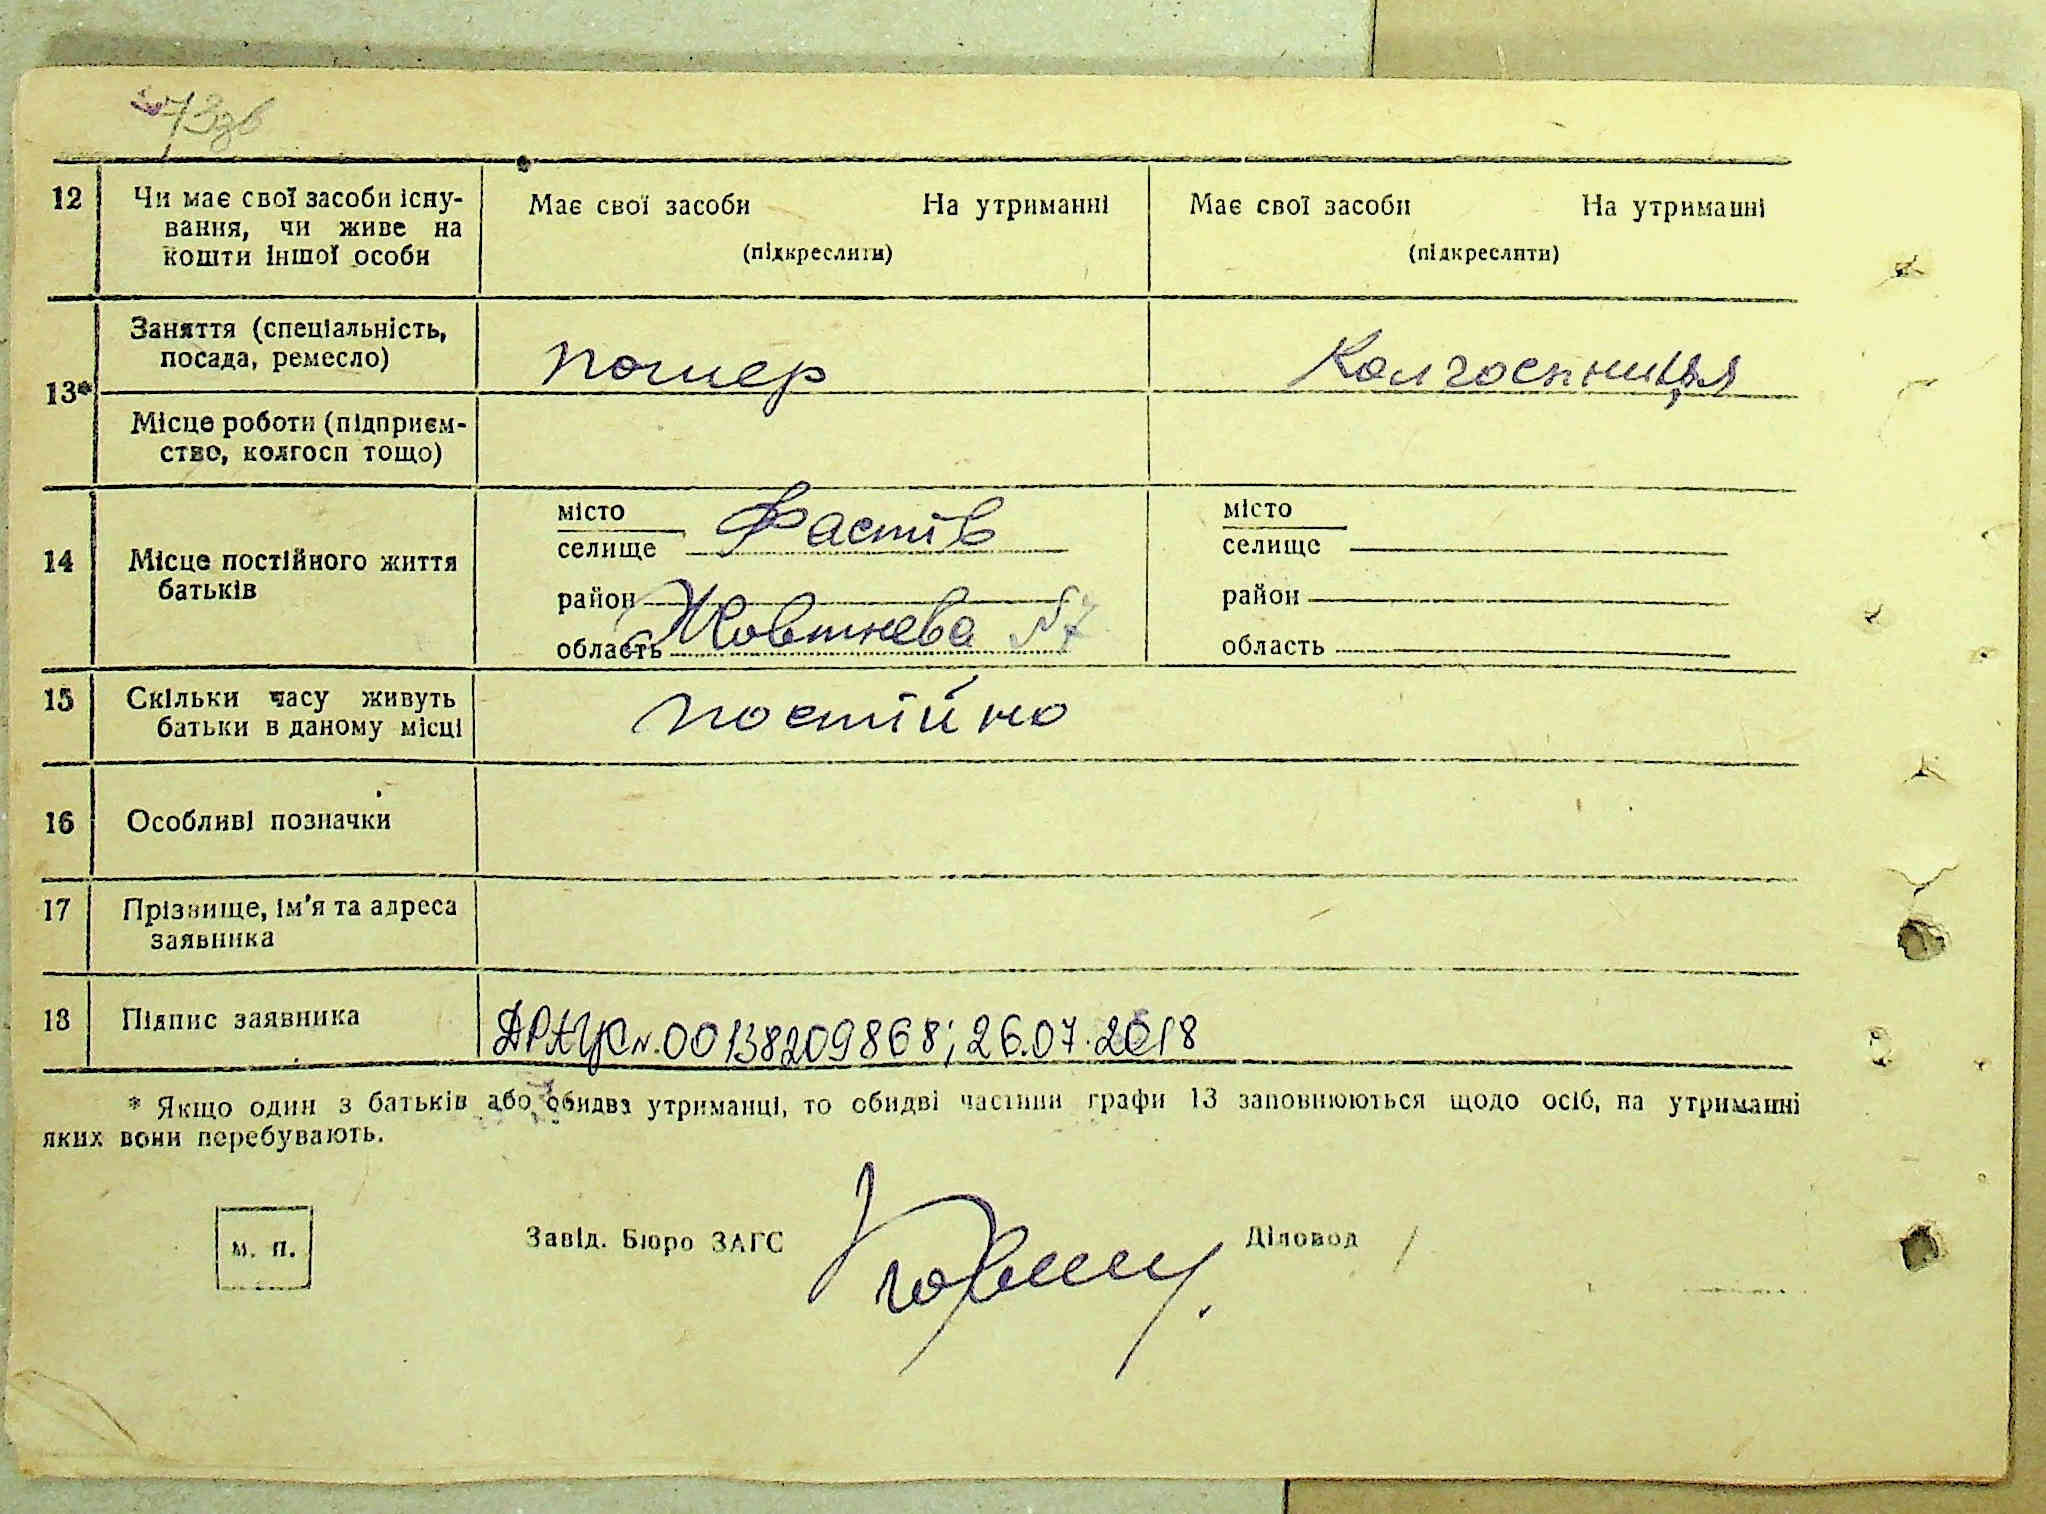 73зв
12 Чи має свої засоби існу- Має свої засоби На утриманні Має свої засоби На утриманні
вання, чи живе на (підкреслити) (підкреслити)
кошти іншої особи
Заняття (спеціальність,
посада, ремесло) помер Колгоспниця
13*
Місце роботи (підприєм-
ство, колгосп тощо)
місто Фастів місто
селище селище
14 Місце постійного життя
батьків район район
область Жовтнева №7 область
15 Скільки часу живуть постійно
батьки в даному місці
16 Особливі позначки
17 Прізвище, ім'я та адреса
заявника
18 Підпис заявника ДРАЦС №.00138209868; 26.07.2018
* Якщо один з батьків або обидва утриманці, то обидві частини графи 13 заповнюються щодо осіб, на утриманні
яких вони перебувають.
м. п. Завід. Бюро ЗАГС Діловод